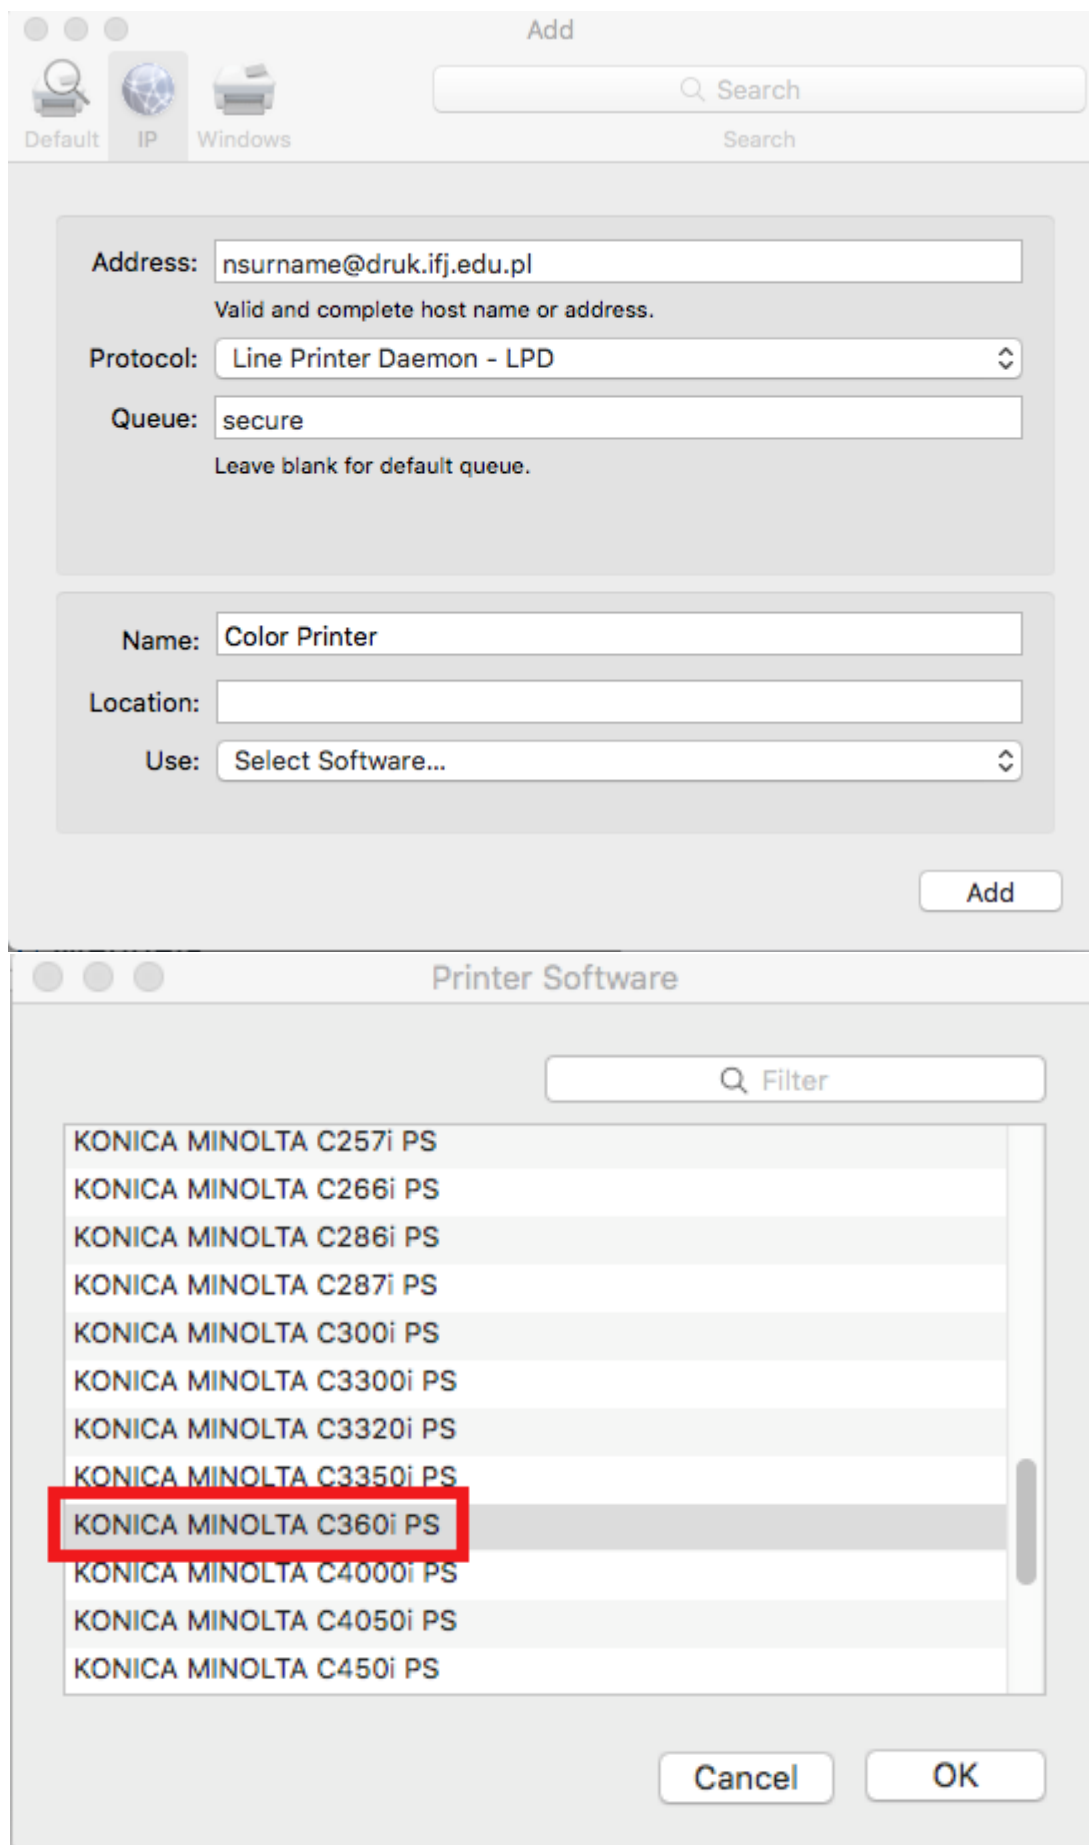 Add
Search
Default IP Windows Search
Address: nsurname@druk.ifj.edu.pl
Valid and complete host name or address.
Protocol: Line Printer Daemon - LPD
Queue: secure
Leave blank for default queue.
Name: Color Printer
Location:
Use: Select Software...
Add
Printer Software
Filter
KONICA MINOLTA C257i PS
KONICA MINOLTA C266i PS
KONICA MINOLTA C286i PS
KONICA MINOLTA C287i PS
KONICA MINOLTA C300i PS
KONICA MINOLTA C3300i PS
KONICA MINOLTA C3320i PS
KONICA MINOLTA C3350i PS
KONICA MINOLTA C360i PS
KONICA MINOLTA C4000i PS
KONICA MINOLTA C4050i PS
KONICA MINOLTA C450i PS
Cancel OK